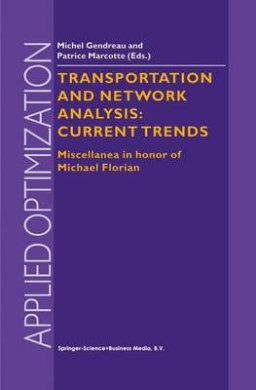 APPLIED OPTIMIZATION
Michel Gendreau and
Patrice Marcotte (Eds.)
TRANSPORTATION
AND NETWORK
ANALYSIS:
CURRENT TRENDS
Miscellanea in honor of
Michael Florian
Springer-Science+Business Media, B.V.